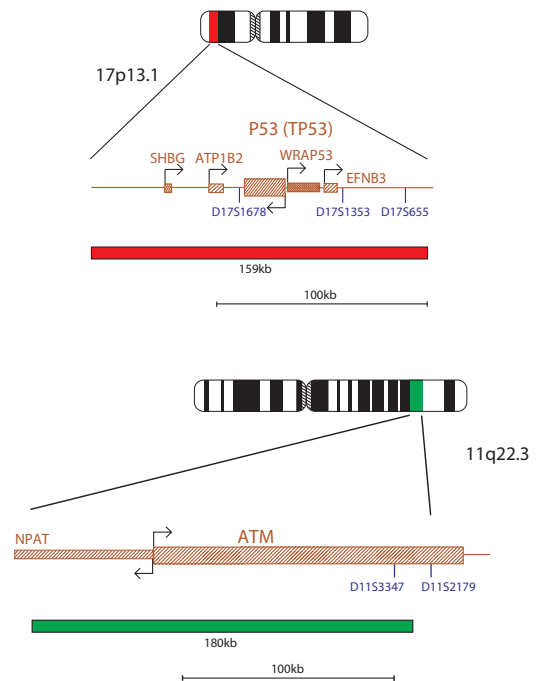 17p13.1
P53 (TP53)
SHBG ATP1B2 WRAP53
EFNB3
D17S1678 D17S1353 D17S655
159kb
100kb
11q22.3
NPAT ATM
D11S3347 D11S2179
180kb
100kb